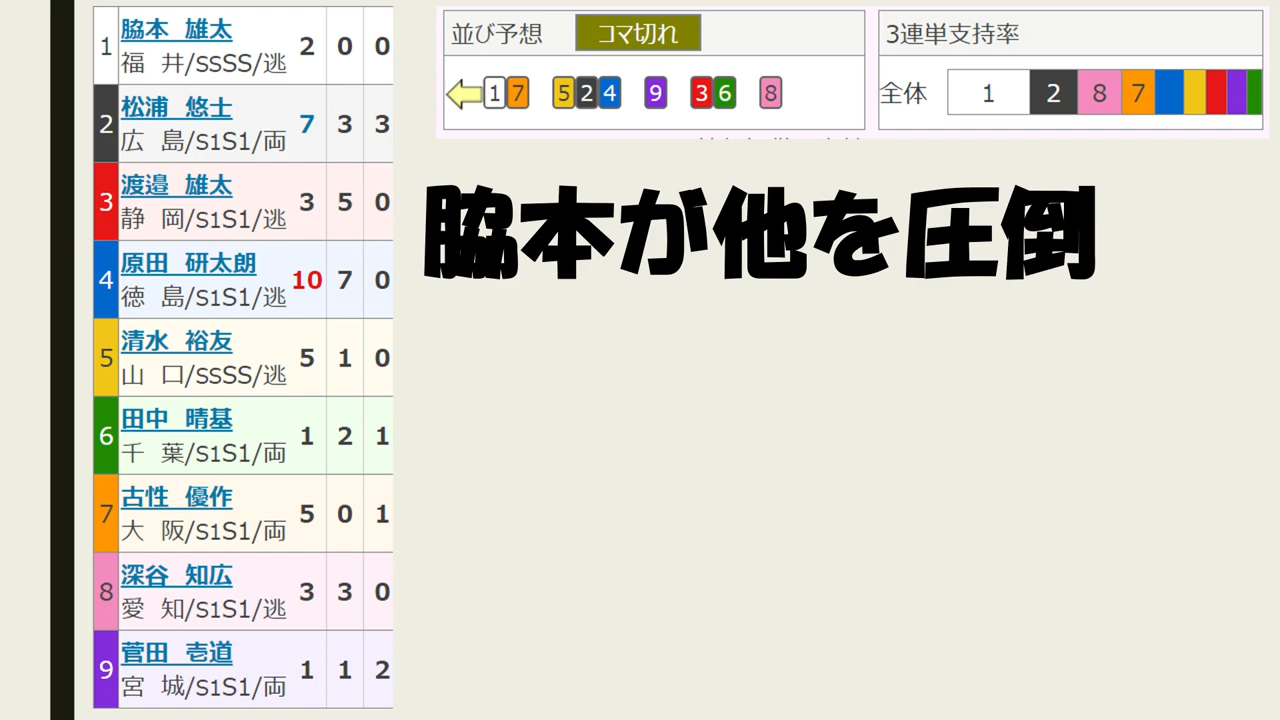 1 脇本 雄太 2 0 0
福 井/SSSS/逃
2 松浦 悠士 7 3 3
広 島/S1S1/両
3 渡邉 雄太 3 5 0
静 岡/S1S1/逃
4 原田 研太朗 10 7 0
徳 島/S1S1/逃
5 清水 裕友 5 1 0
山 口/SSSS/逃
6 田中 晴基 1 2 1
千 葉/S1S1/両
7 古性 優作 5 0 1
大 阪/S1S1/両
8 深谷 知広 3 3 0
愛 知/S1S1/逃
9 菅田 壱道 1 1 2
宮 城/S1S1/両
並び予想 コマ切れ
1 7 5 2 4 9 3 6 8
3連単支持率
全体 1 2 8 7
脇本が他を圧倒